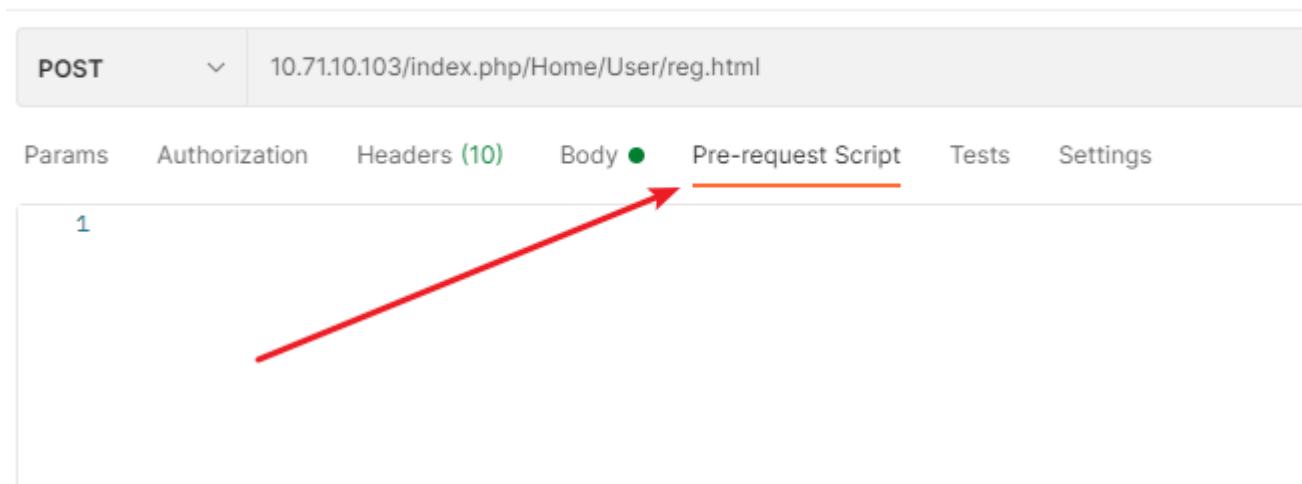 POST 10.71.10.103/index.php/Home/User/reg.html
Params Authorization Headers (10) Body Pre-request Script Tests Settings
1